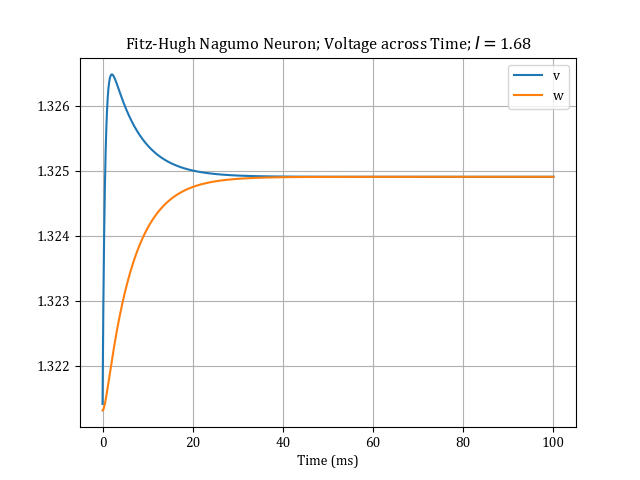 Fitz-Hugh Nagumo Neuron; Voltage across Time; I = 1.68
v
w
1.326
1.325
1.324
1.323
1.322
0 20 40 60 80 100
Time (ms)